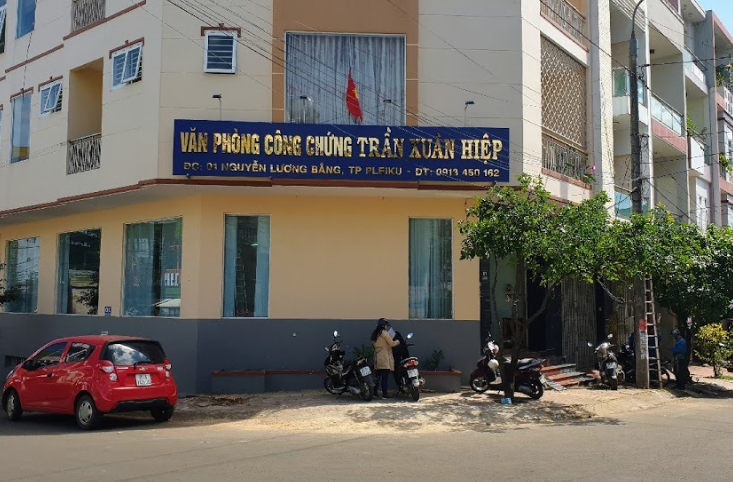 VĂN PHÒNG CÔNG CHỨNG TRẦN XUÂN HIỆP
ĐC: 01 NGUYỄN LƯƠNG BẰNG, TP PLEIKU - ĐT: 0913 450 162